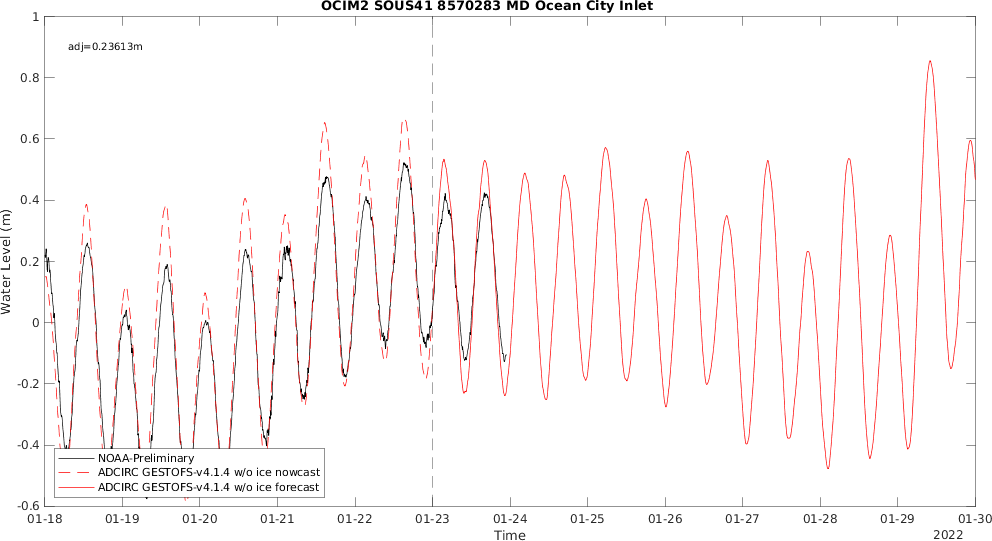 OCIM2 SOUS41 8570283 MD Ocean City Inlet
adj=0.23613m
1
0.8
0.6
0.4
0.2
0
-0.2
-0.4
-0.6
Water Level (m)
NOAA-Preliminary
ADCIRC GESTOFS-v4.1.4 w/o ice nowcast
ADCIRC GESTOFS-v4.1.4 w/o ice forecast
01-18 01-19 01-20 01-21 01-22 01-23 01-24 01-25 01-26 01-27 01-28 01-29 01-30
Time
2022